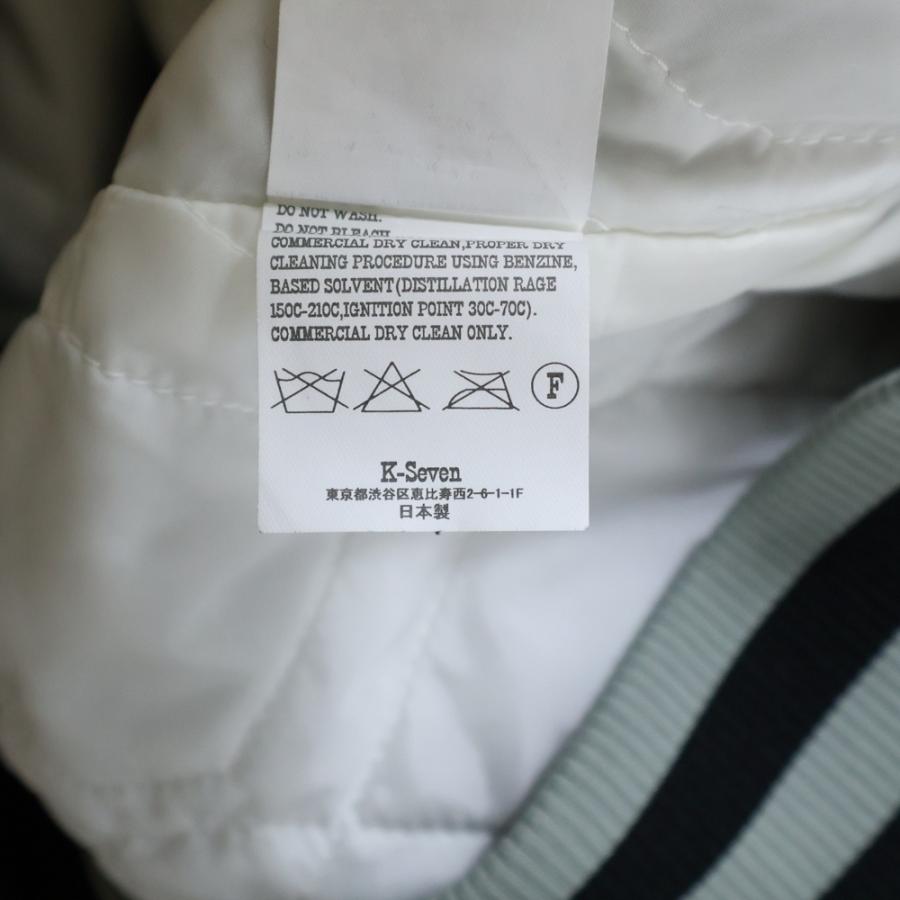 DO NOT WASH.
DO NOT BLEACH
COMMERCIAL DRY CLEAN,PROPER DRY
CLEANING PROCEDURE USING BENZINE,
BASED SOLVENT(DISTILLATION RAGE
150C-210C,IGNITION POINT 30C-70C).
COMMERCIAL DRY CLEAN ONLY.
F
K-Seven
東京都渋谷区恵比寿西2-6-1-1F
日本製